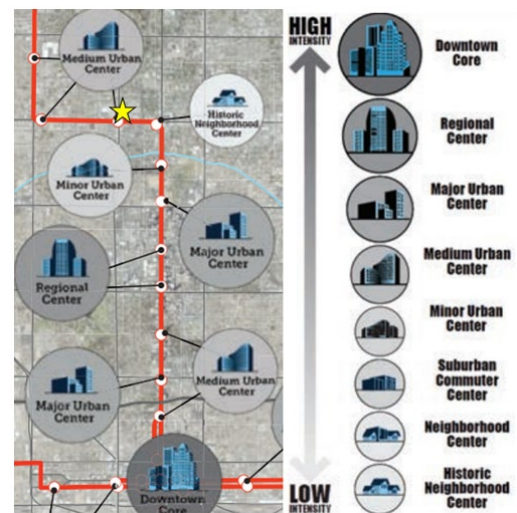 Medium Urban
Center
Historic
Neighborhood
Center
Minor Urban
Center
Major Urban
Center
Regional
Center
Medium Urban
Center
Major Urban
Center
Downtown
Core
HIGH
INTENSITY
Downtown
Core
Regional
Center
Major Urban
Center
Medium Urban
Center
Minor Urban
Center
Suburban
Commuter
Center
Neighborhood
Center
Historic
Neighborhood
Center
LOW
INTENSITY